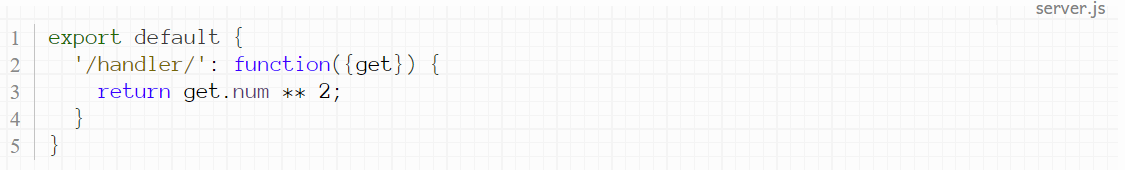 server.js
1 export default {
2   '/handler/': function({get}) {
3     return get.num ** 2;
4   }
5 }